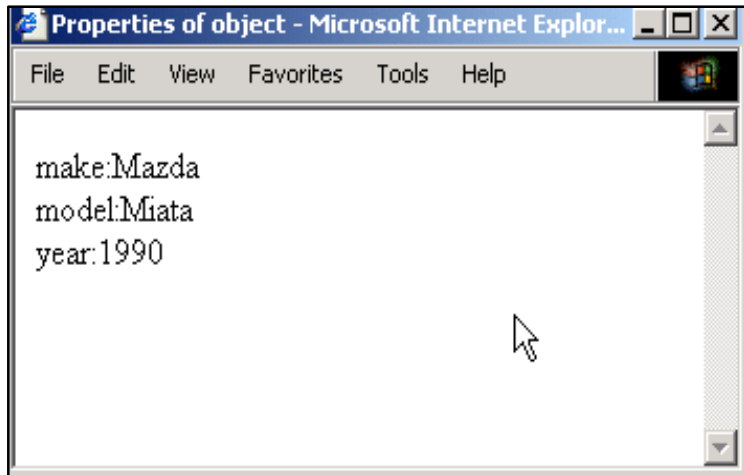 Properties of object - Microsoft Internet Explor...
File Edit View Favorites Tools Help
make:Mazda
model:Miata
year:1990